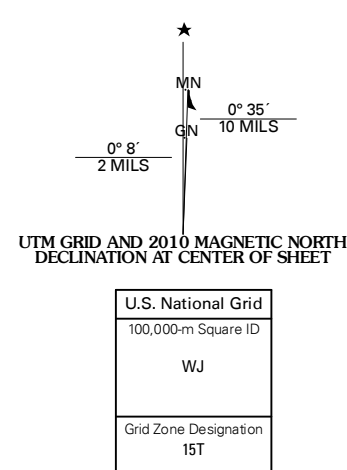 MN
0° 35´
10 MILS
GN
0° 8´
2 MILS
UTM GRID AND 2010 MAGNETIC NORTH
DECLINATION AT CENTER OF SHEET
U.S. National Grid
100,000-m Square ID
WJ
Grid Zone Designation
15T